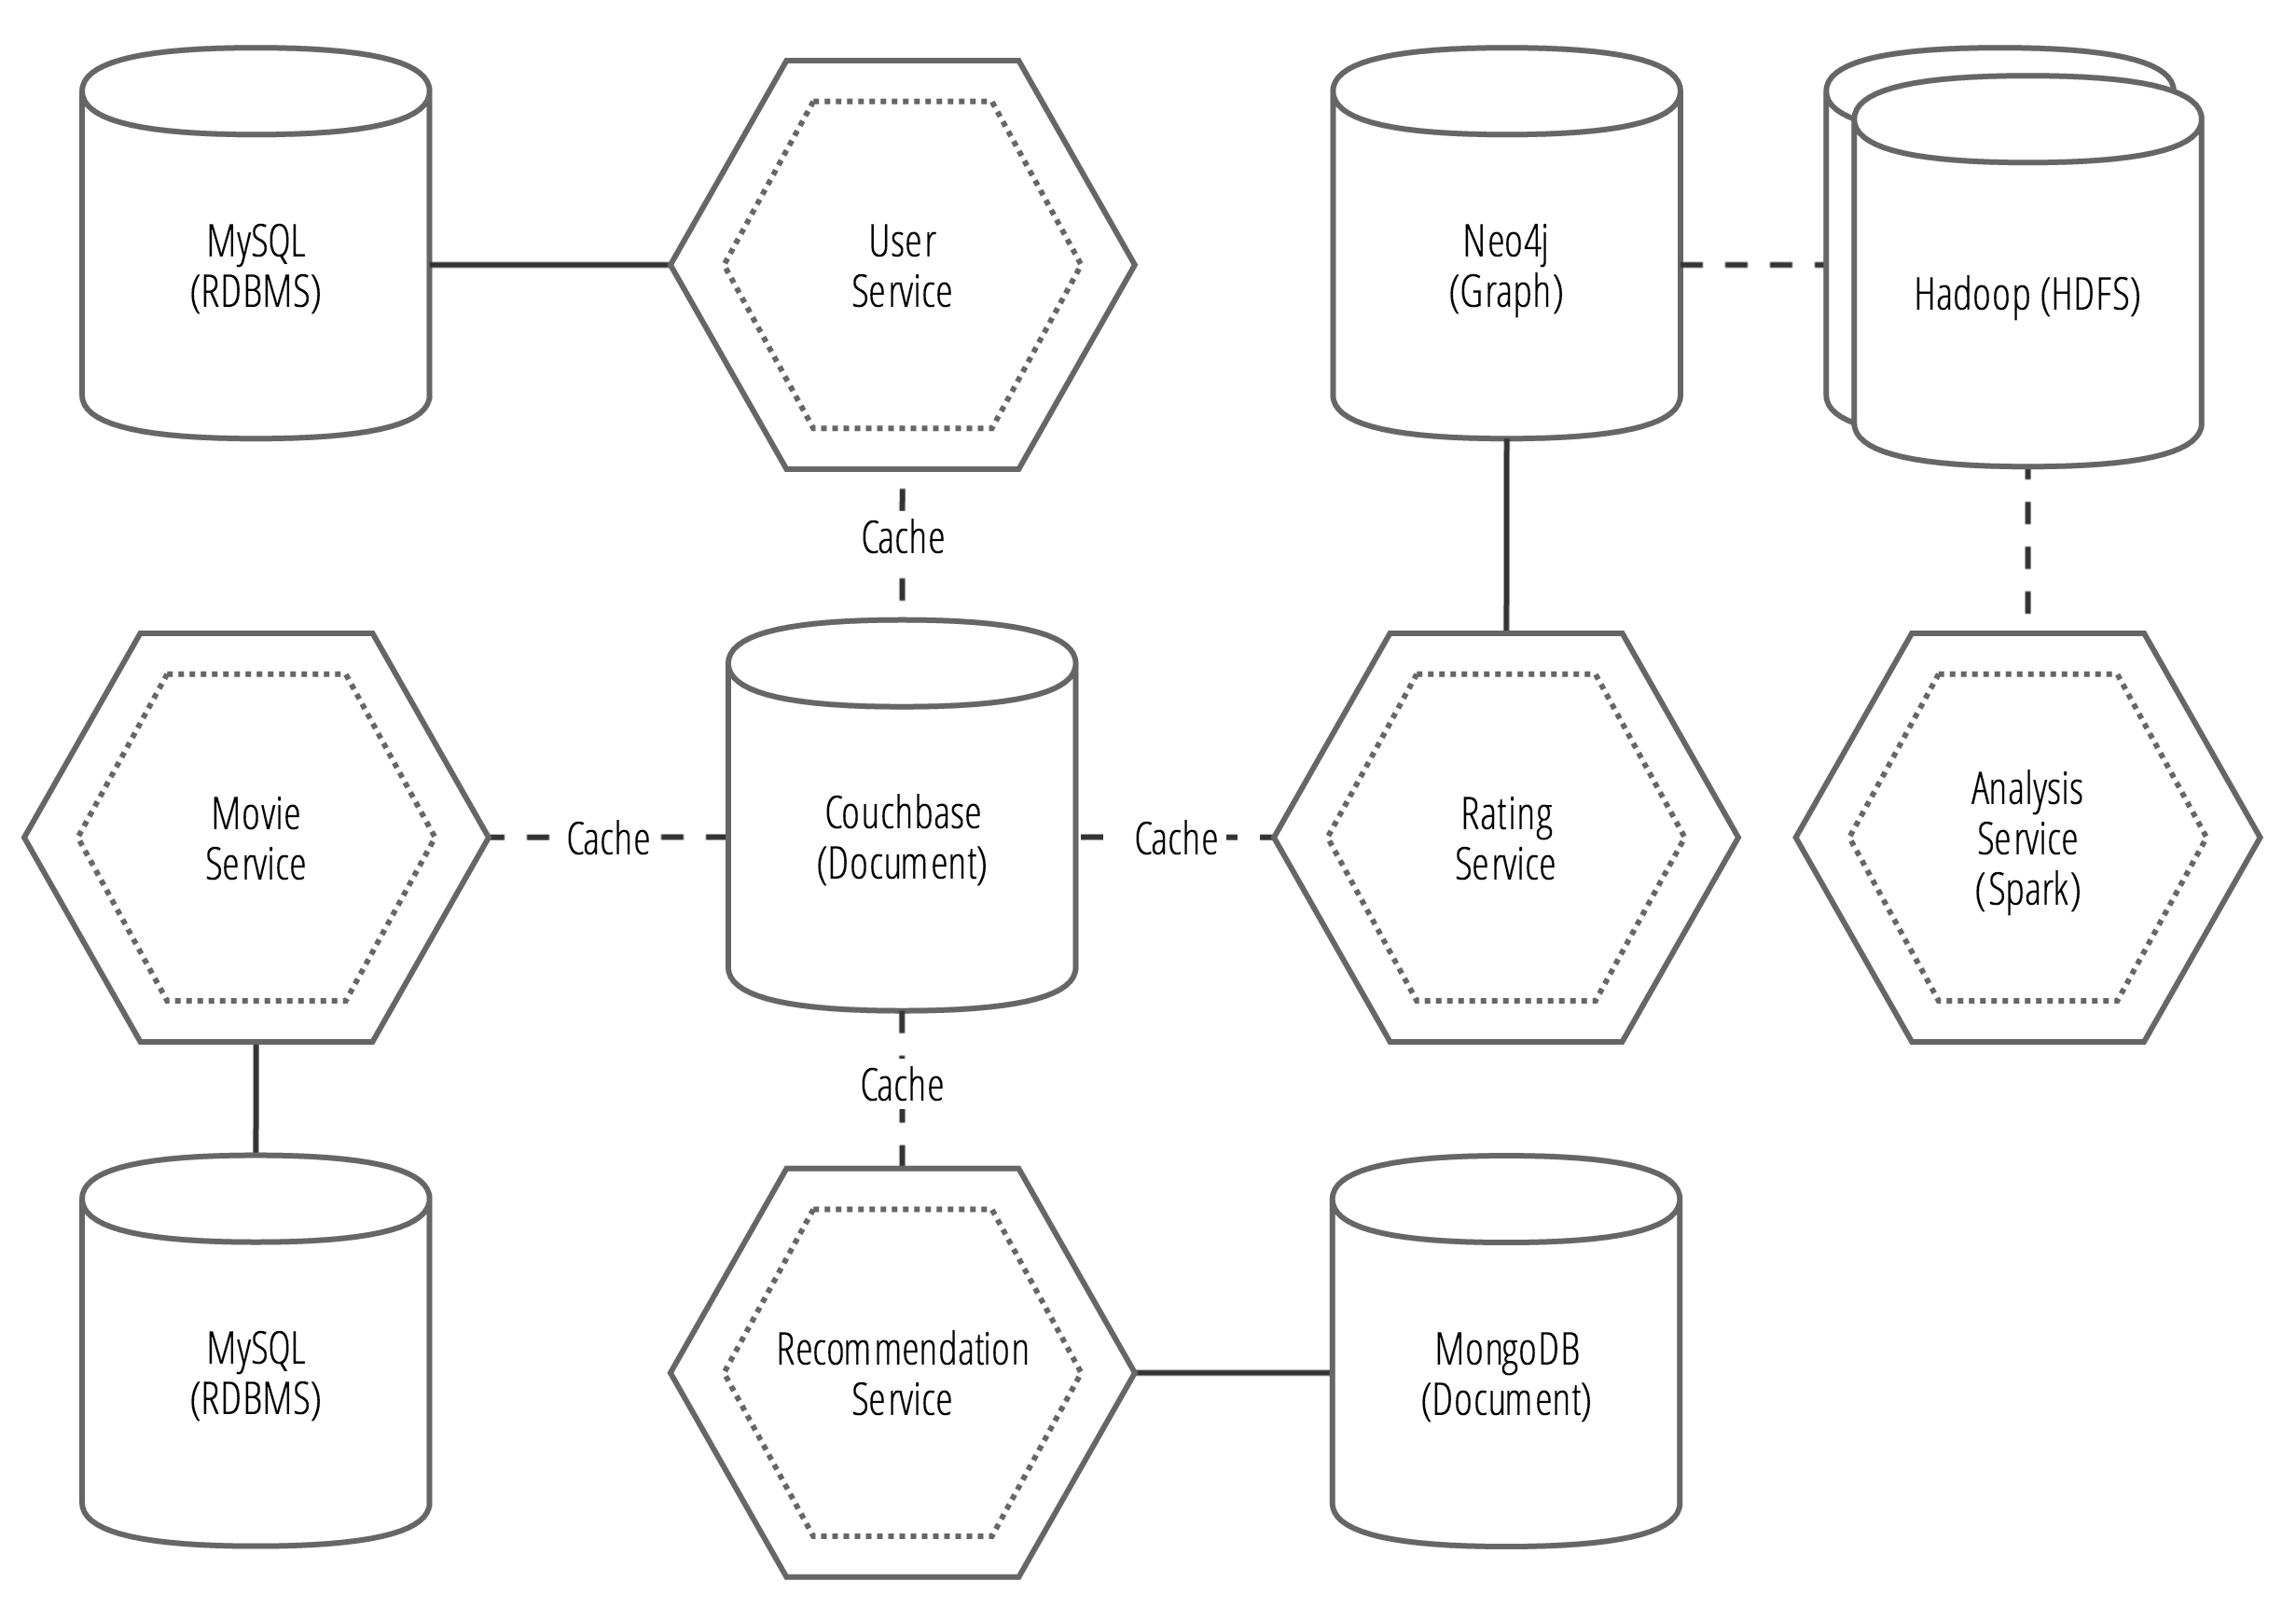 MySQL
(RDBMS)
User
Service
Neo4j
(Graph)
Hadoop (HDFS)
Cache
Movie
Service
Cache
Couchbase
(Document)
Cache
Rating
Service
Analysis
Service
(Spark)
Cache
MySQL
(RDBMS)
Recommendation
Service
MongoDB
(Document)